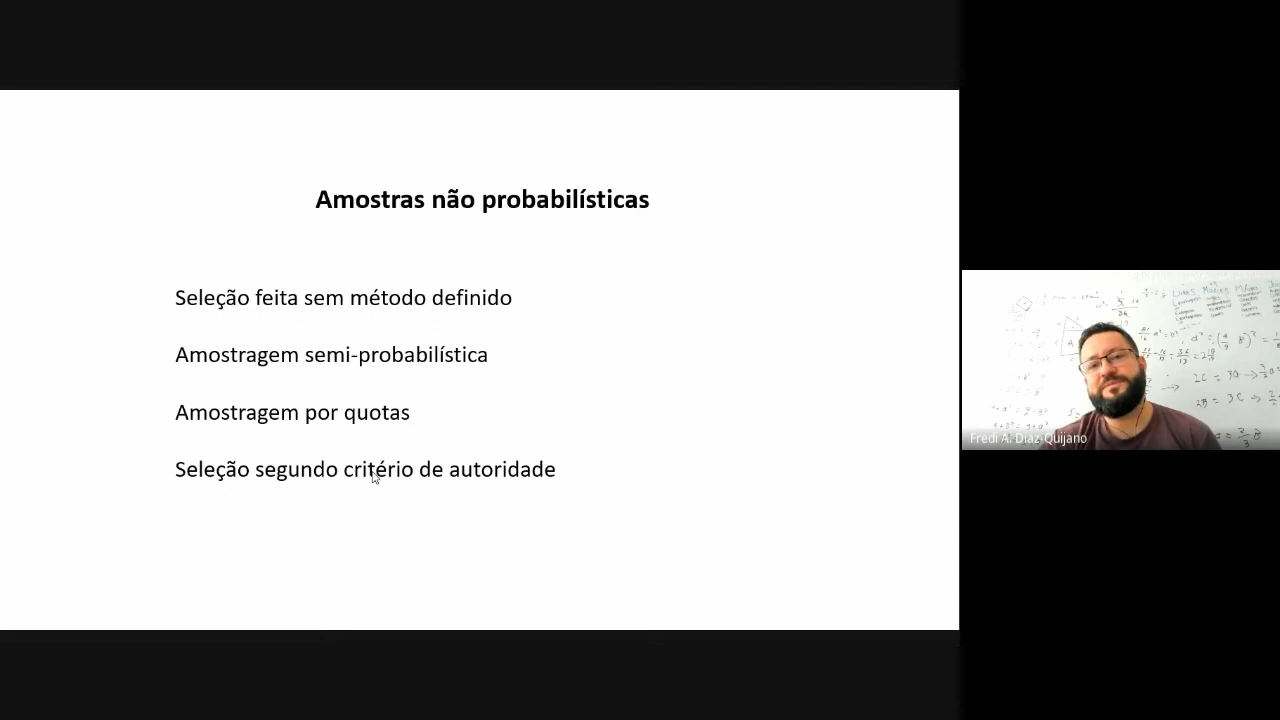 Amostras não probabilísticas
Seleção feita sem método definido
Amostragem semi-probabilística
Amostragem por quotas
Seleção segundo critério de autoridade
Fredi A. Diaz-Quijano